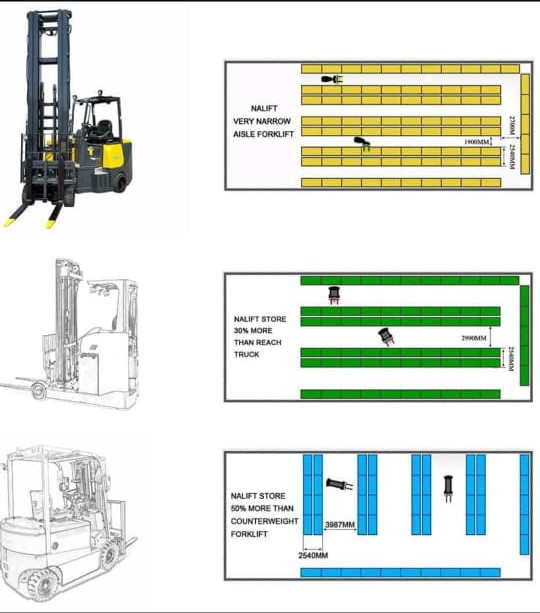 NALIFT
VERY NARROW
AISLE FORKLIFT
2700M
1900MM
2540MM
NALIFT STORE
30% MORE
THAN REACH
TRUCK
2990MM
2540MM
NALIFT STORE
50% MORE THAN
COUNTERWEIGHT
FORKLIFT
3987MM
2540MM